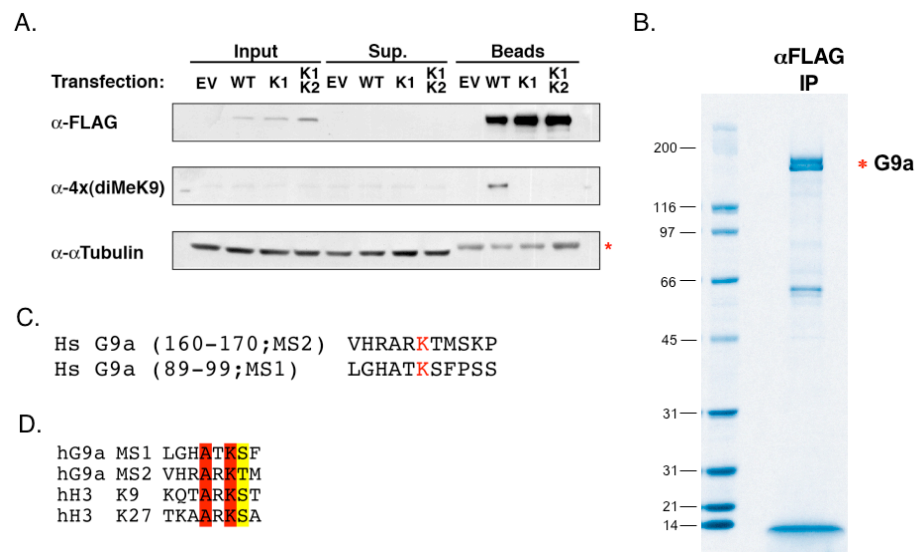 A.
Input Sup. Beads
Transfection: EV WT K1 K1 K2 EV WT K1 K1 K2 EV WT K1 K1 K2
α-FLAG
α-4x(diMeK9)
α-αTubulin
*
B.
αFLAG
IP
200
* G9a
116
97
66
45
31
31
21
14
C.
Hs G9a (160-170;MS2) VHRARKTMSKP
Hs G9a (89-99;MS1) LGHATKSFPSS
D.
hG9a MS1 LGHATKSF
hG9a MS2 VHRARKTM
hH3 K9 KQTARKST
hH3 K27 TKAARKSA